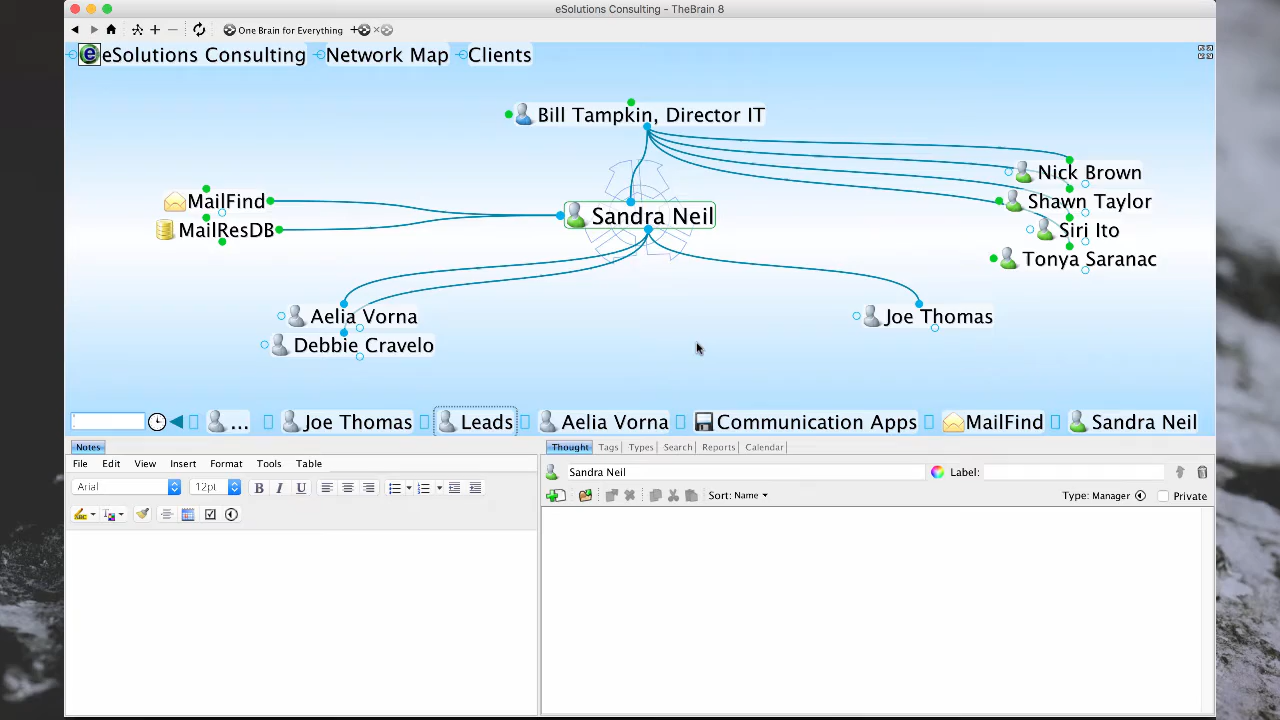 eSolutions Consulting - TheBrain 8
One Brain for Everything
eSolutions Consulting Network Map Clients
Bill Tampkin, Director IT
Nick Brown
MailFind
Shawn Taylor
Sandra Neil
MailResDB
Siri Ito
Tonya Saranac
Aelia Vorna
Joe Thomas
Debbie Cravelo
... Joe Thomas Leads Aelia Vorna Communication Apps MailFind Sandra Neil
Notes
Thought Tags Types Search Reports Calendar
File Edit View Insert Format Tools Table
Sandra Neil
Label:
Arial 12pt B I U
Sort: Name
Type: Manager
Private